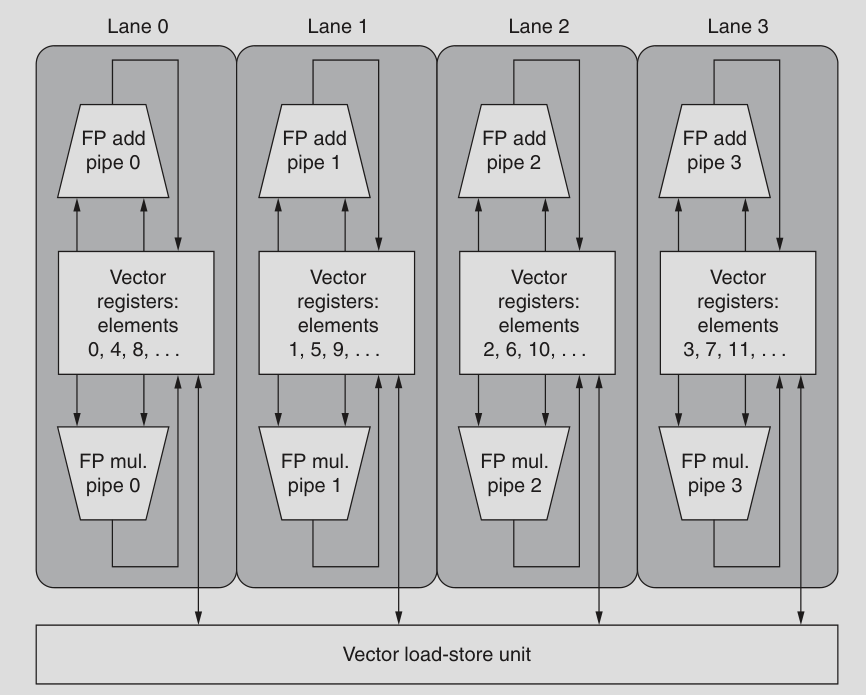 Lane 0
Lane 1
Lane 2
Lane 3
FP add
pipe 0
FP add
pipe 1
FP add
pipe 2
FP add
pipe 3
Vector
registers:
elements
0, 4, 8, . . .
Vector
registers:
elements
1, 5, 9, . . .
Vector
registers:
elements
2, 6, 10, . . .
Vector
registers:
elements
3, 7, 11, . . .
FP mul.
pipe 0
FP mul.
pipe 1
FP mul.
pipe 2
FP mul.
pipe 3
Vector load-store unit